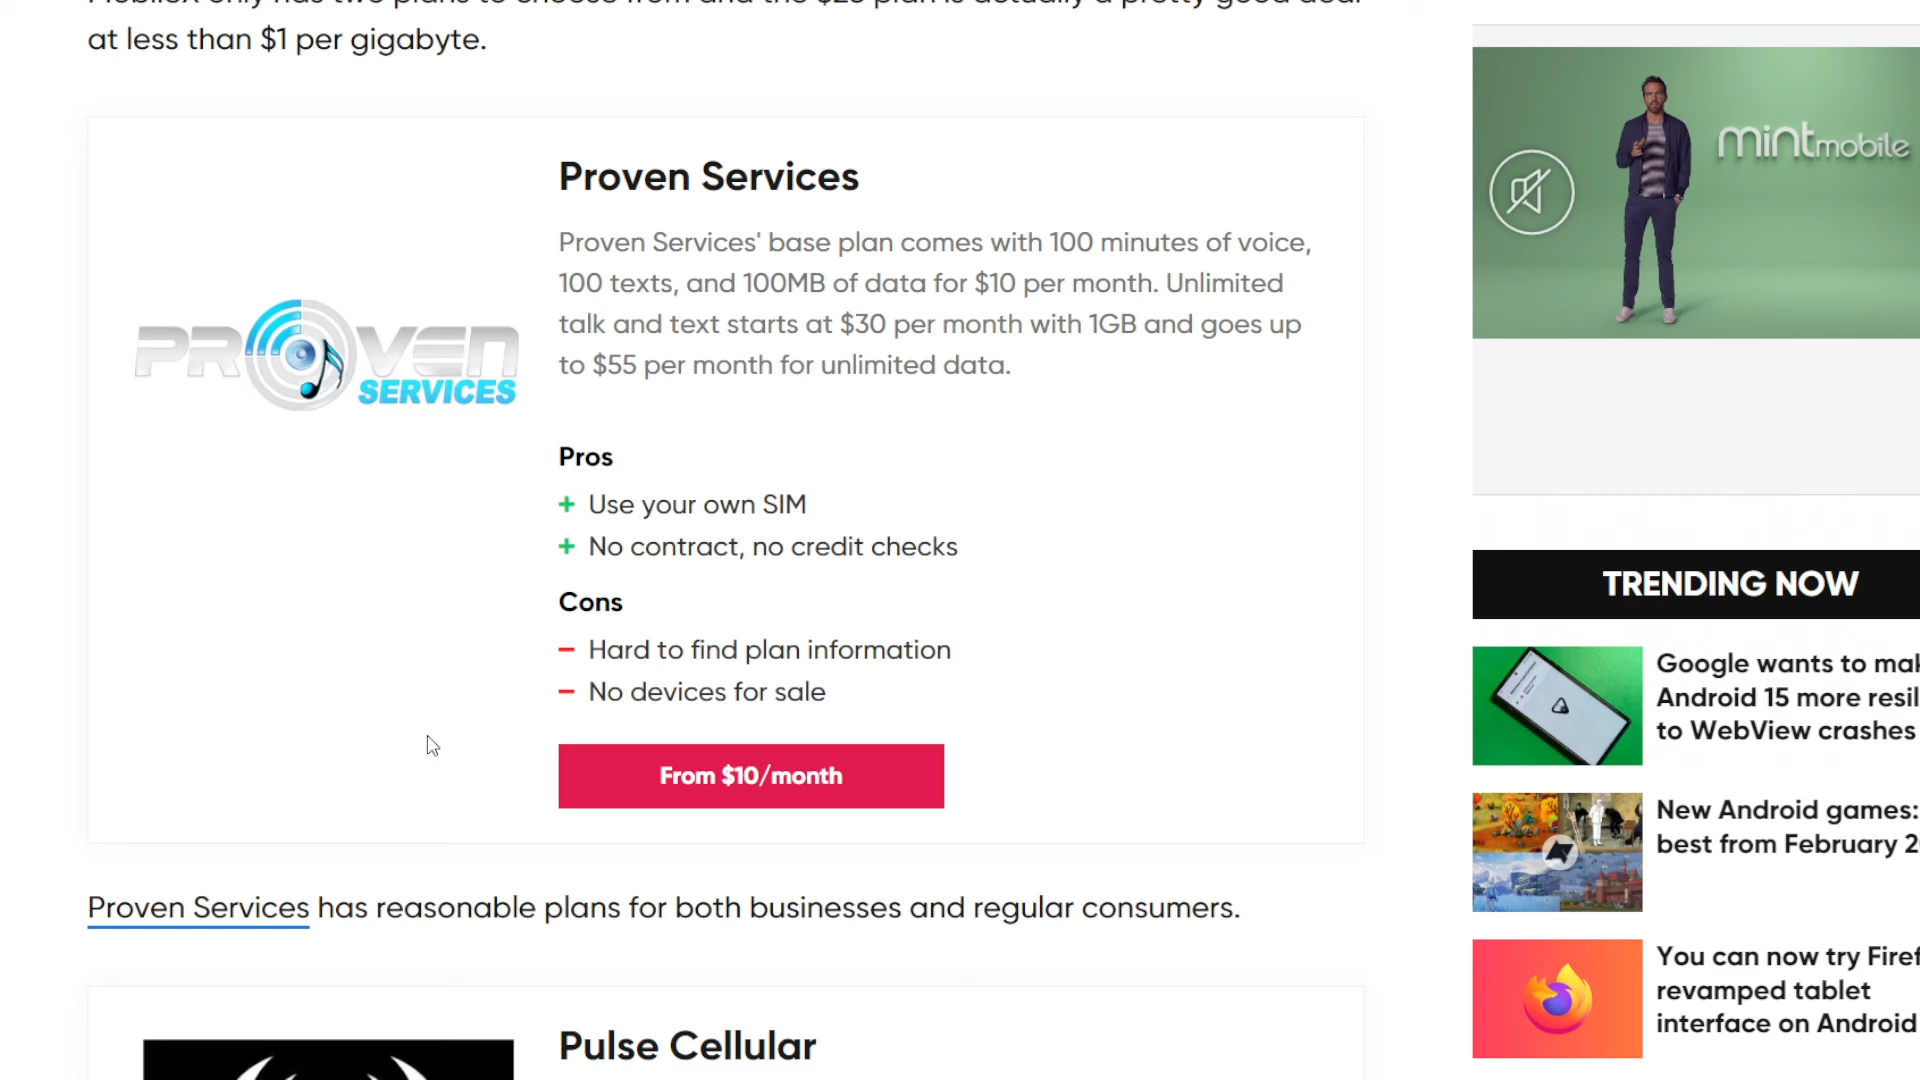 at less than $1 per gigabyte.
PROVEN
SERVICES
Proven Services
Proven Services' base plan comes with 100 minutes of voice,
100 texts, and 100MB of data for $10 per month. Unlimited
talk and text starts at $30 per month with 1GB and goes up
to $55 per month for unlimited data.
Pros
+ Use your own SIM
+ No contract, no credit checks
Cons
– Hard to find plan information
– No devices for sale
From $10/month
Proven Services has reasonable plans for both businesses and regular consumers.
Pulse Cellular
mint mobile
TRENDING NOW
Google wants to
Android 15 more
to WebView crashes
New Android games:
best from February
You can now try
revamped tablet
interface on Android